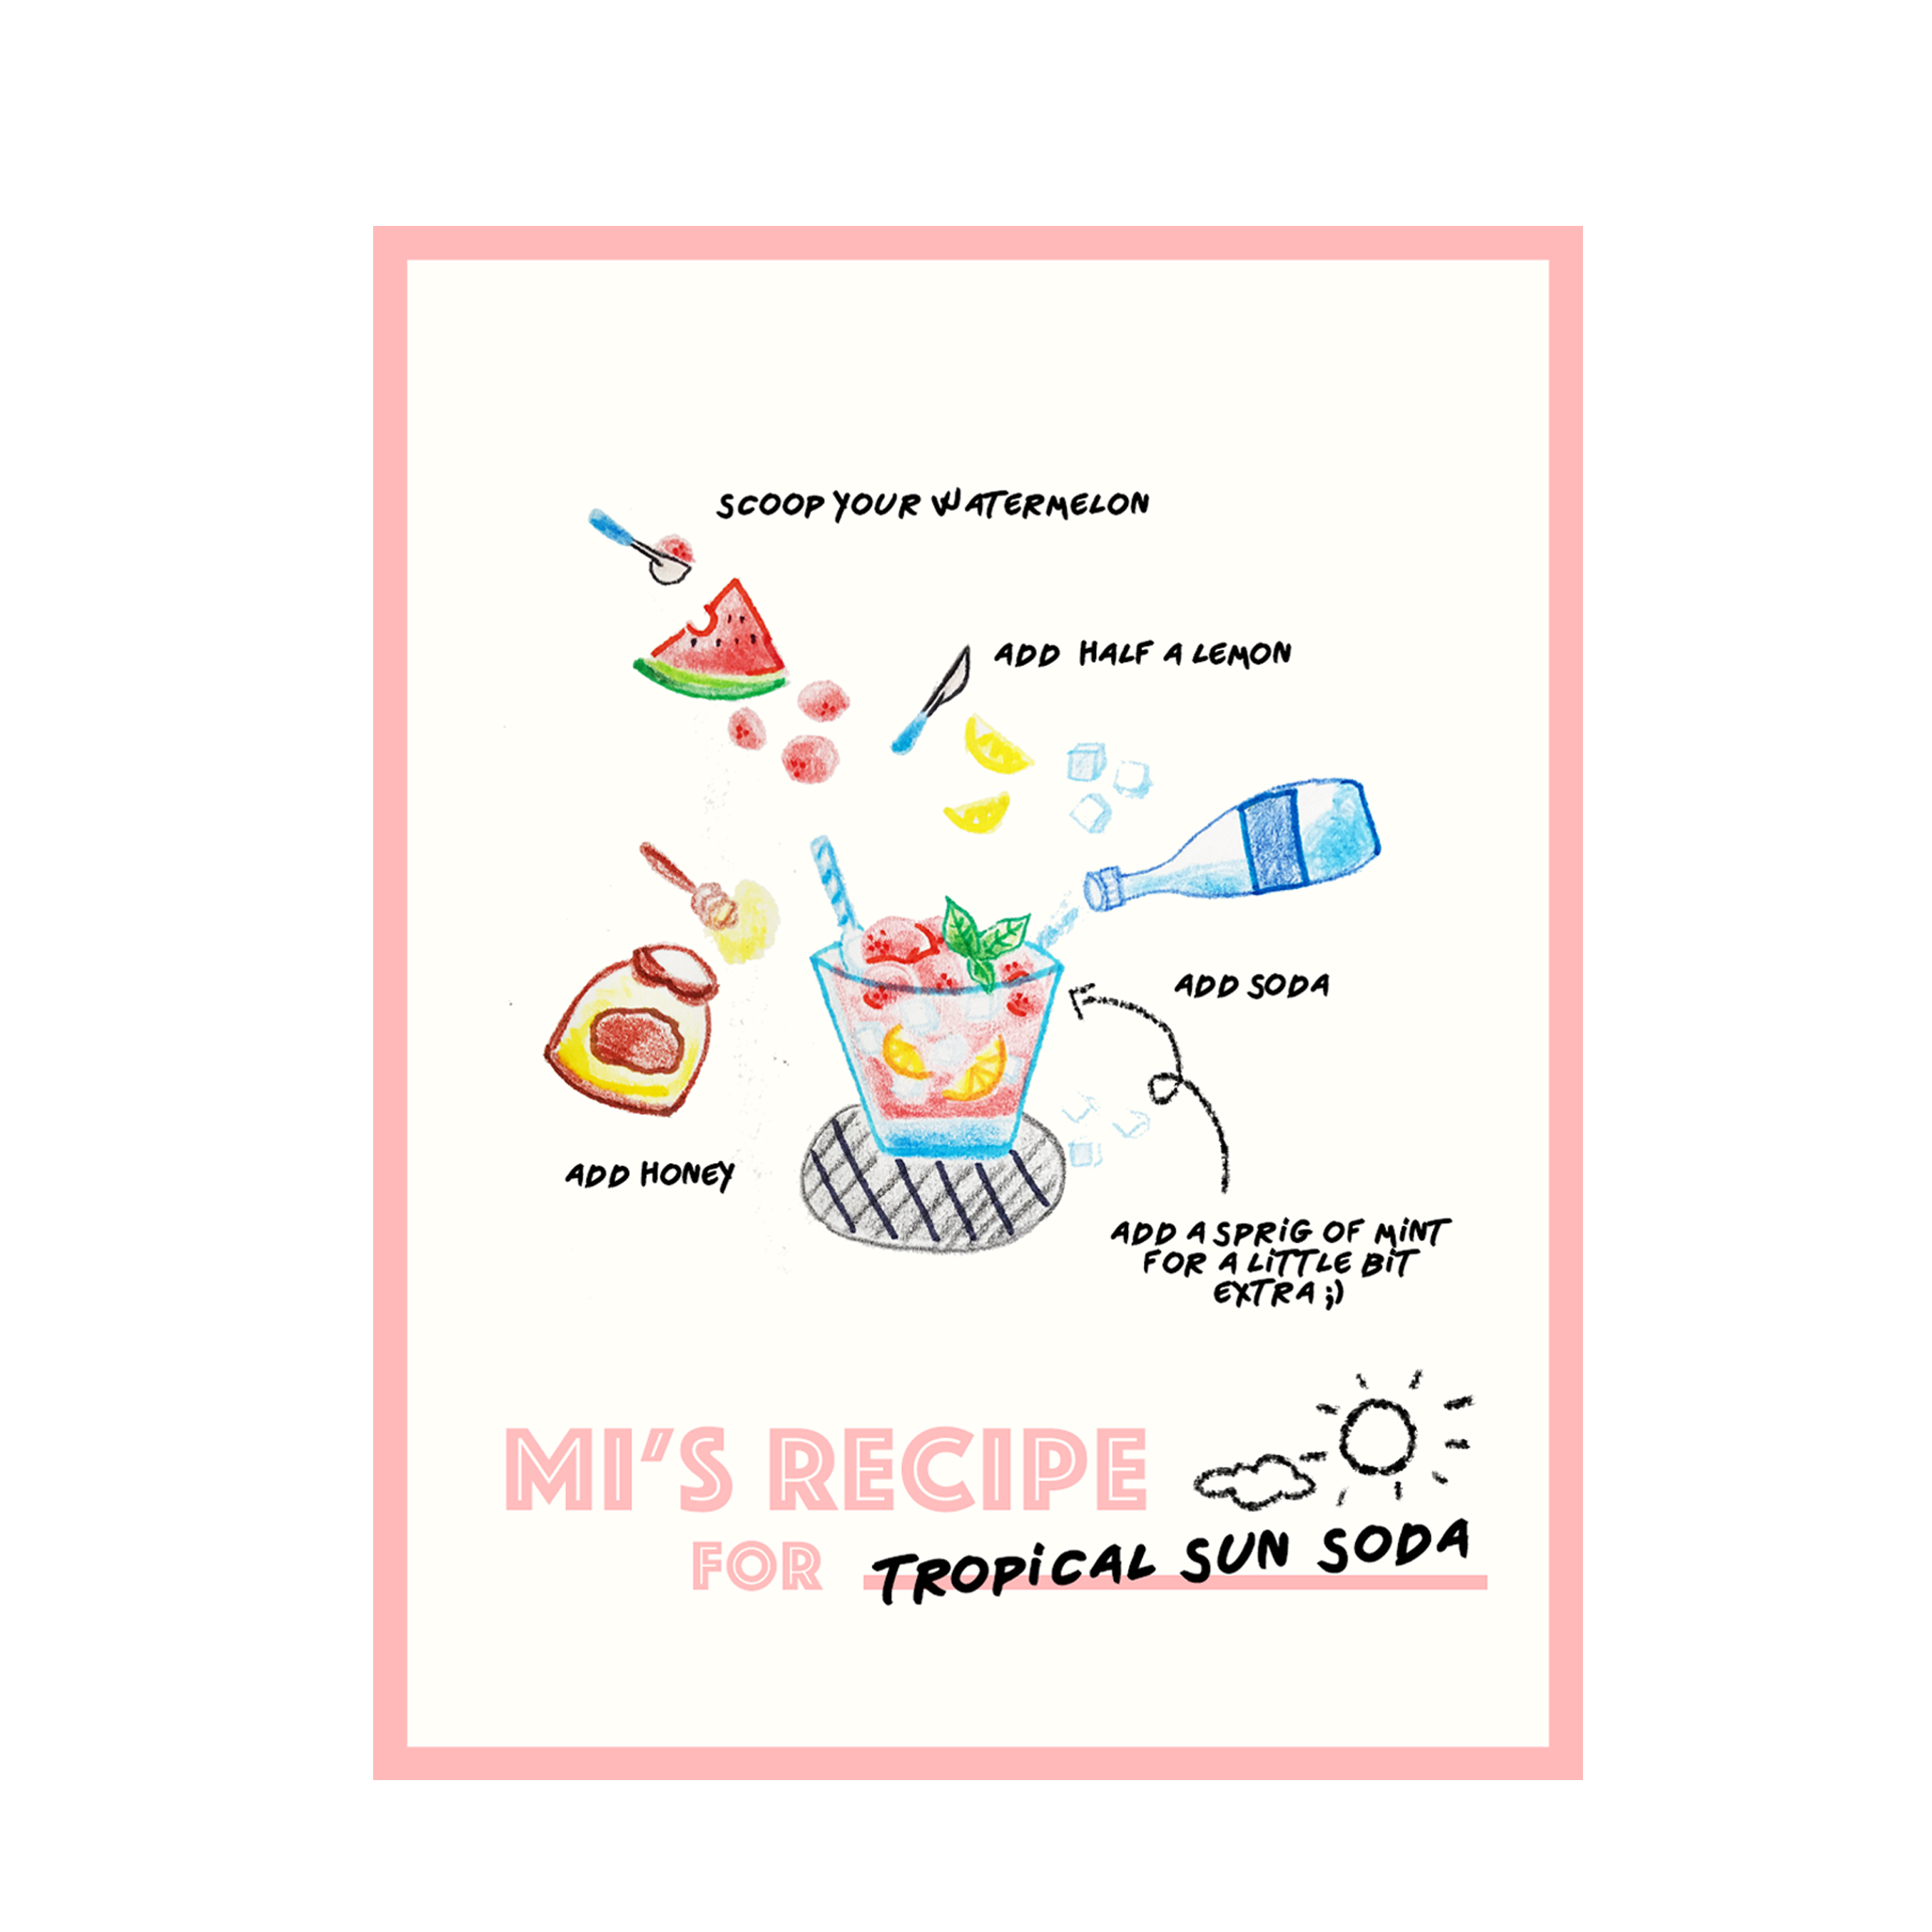 SCOOP YOUR WATERMELON
ADD HALF A LEMON
ADD SODA
ADD HONEY
ADD A SPRIG OF MINT
FOR A LITTLE BIT
EXTRA ;)
MI'S RECIPE
FOR TROPICAL SUN SODA